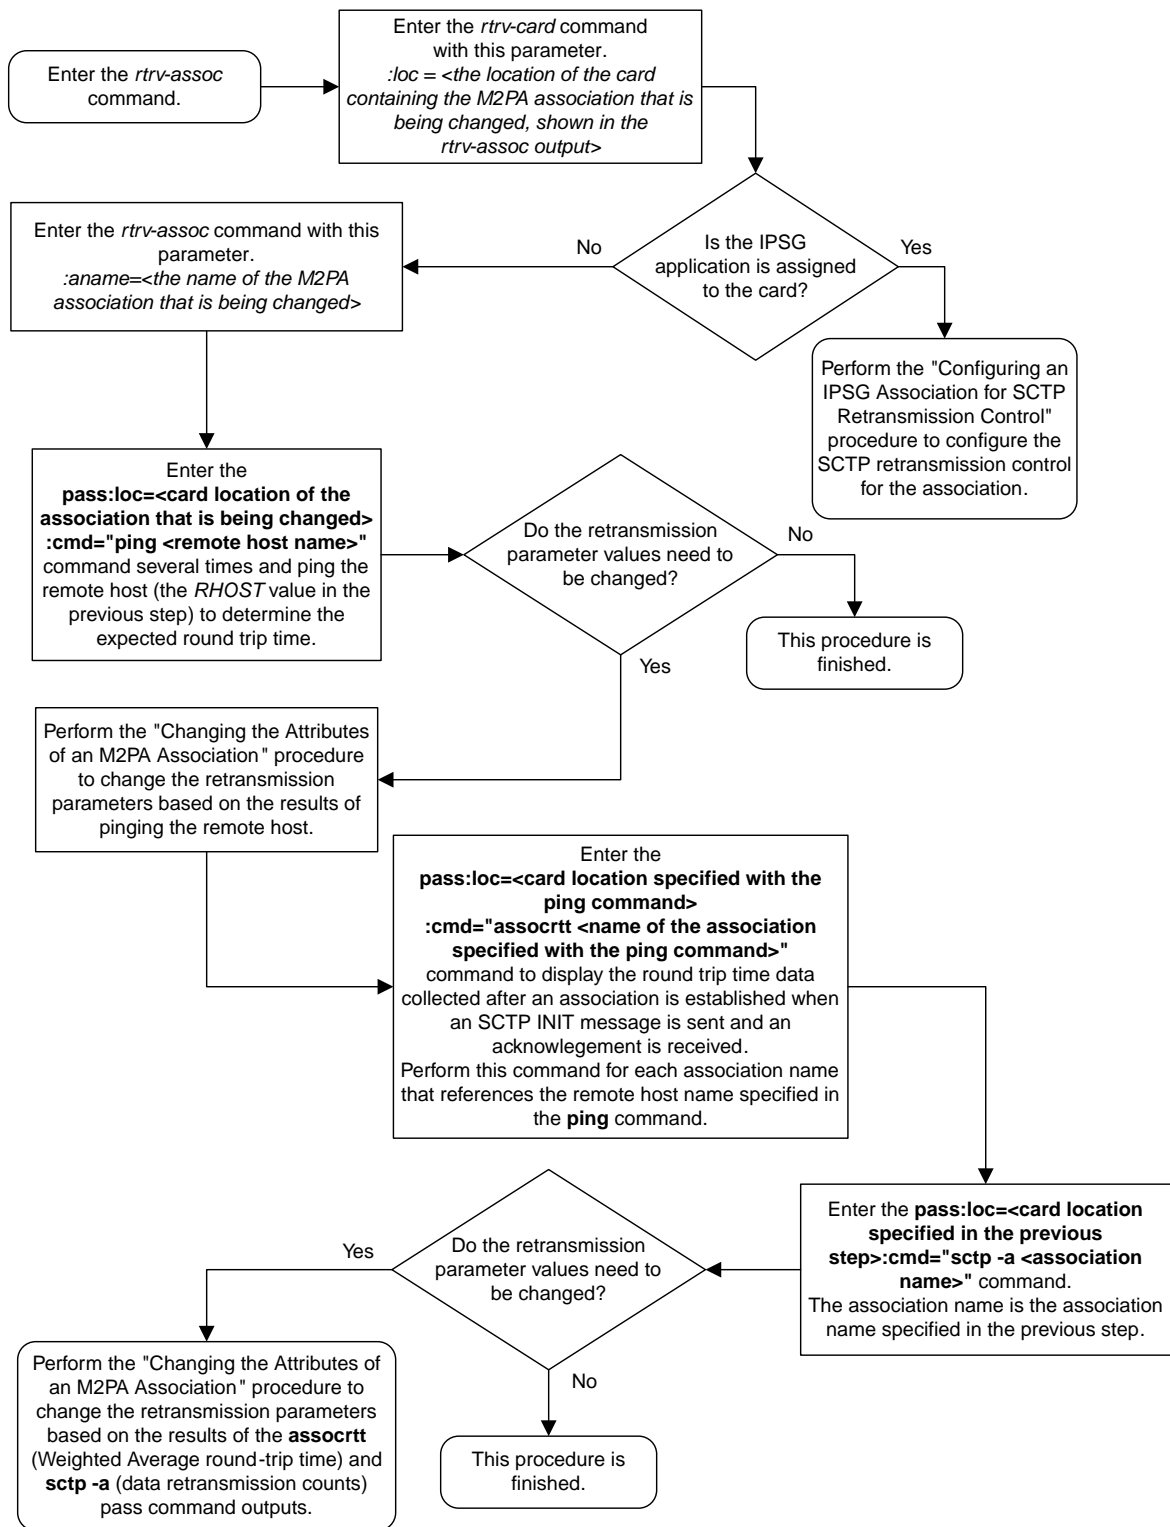 Enter the rtrv-assoc
command.
Enter the rtrv-card command
with this parameter.
:loc = <the location of the card
containing the M2PA association that is
being changed, shown in the
rtrv-assoc output>
Is the IPSG
application is assigned
to the card?
No
Yes
Enter the rtrv-assoc command with this
parameter.
:aname=<the name of the M2PA
association that is being changed>
Perform the "Configuring an
IPSG Association for SCTP
Retransmission Control"
procedure to configure the
SCTP retransmission control
for the association.
Enter the
pass:loc=<card location of the
association that is being changed>
:cmd="ping <remote host name>"
command several times and ping the
remote host (the RHOST value in the
previous step) to determine the
expected round trip time.
Do the retransmission
parameter values need to
be changed?
No
Yes
This procedure is
finished.
Perform the "Changing the Attributes
of an M2PA Association" procedure
to change the retransmission
parameters based on the results of
pinging the remote host.
Enter the
pass:loc=<card location specified with the
ping command>
:cmd="assocrtt <name of the association
specified with the ping command>"
command to display the round trip time data
collected after an association is established when
an SCTP INIT message is sent and an
acknowlegement is received.
Perform this command for each association name
that references the remote host name specified in
the ping command.
Enter the pass:loc=<card location
specified in the previous
step>:cmd="sctp -a <association
name>" command.
The association name is the association
name specified in the previous step.
Do the retransmission
parameter values need to
be changed?
Yes
No
Perform the "Changing the Attributes of
an M2PA Association" procedure to
change the retransmission parameters
based on the results of the assocrtt
(Weighted Average round-trip time) and
sctp -a (data retransmission counts)
pass command outputs.
This procedure is
finished.